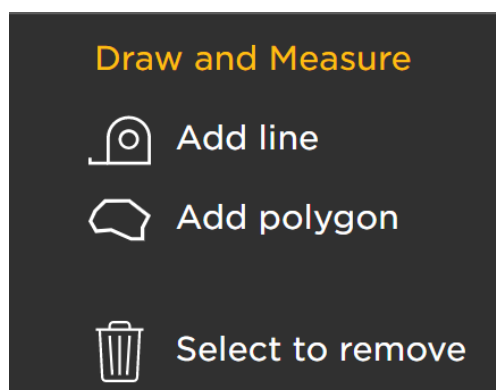 Draw and Measure
Add line
Add polygon
Select to remove